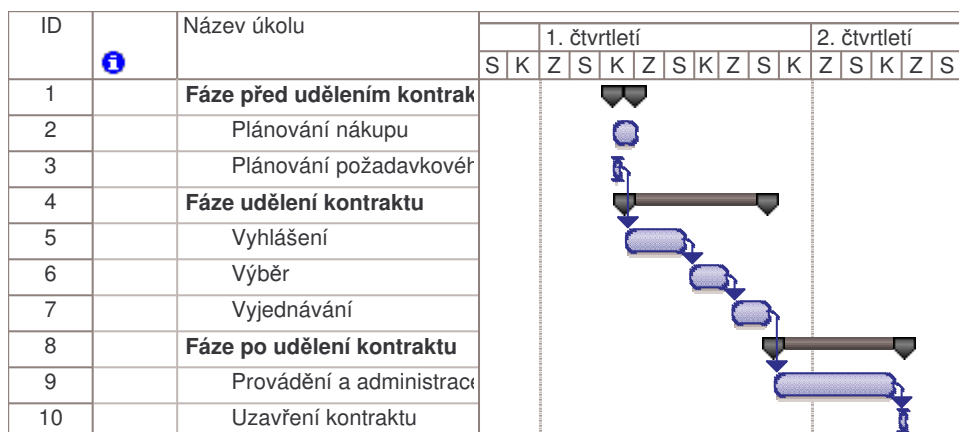 ID Název úkolu
1. čtvrtletí 2. čtvrtletí
S K Z S K Z S K Z S K Z S K Z S
1 Fáze před udělením kontrak
2 Plánování nákupu
3 Plánování požadavkovéh
4 Fáze udělení kontraktu
5 Vyhlášení
6 Výběr
7 Vyjednávání
8 Fáze po udělení kontraktu
9 Provádění a administrace
10 Uzavření kontraktu